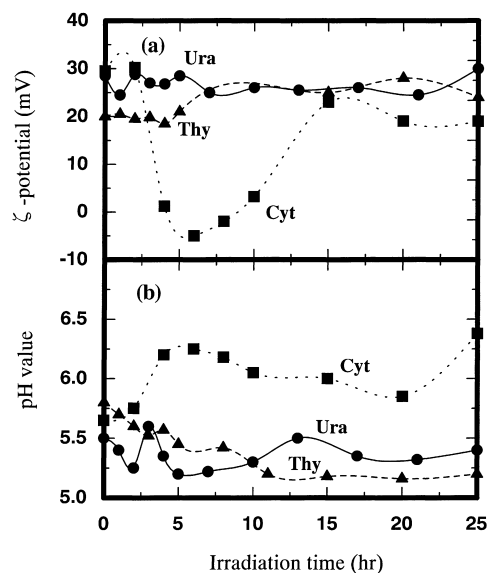 40
(a)
Ura
30
20
Thy
10
Cyt
0
-10
ζ -potential (mV)
(b)
6.5
Cyt
6.0
Ura
5.5
Thy
5.0
pH value
0 5 10 15 20 25
Irradiation time (hr)